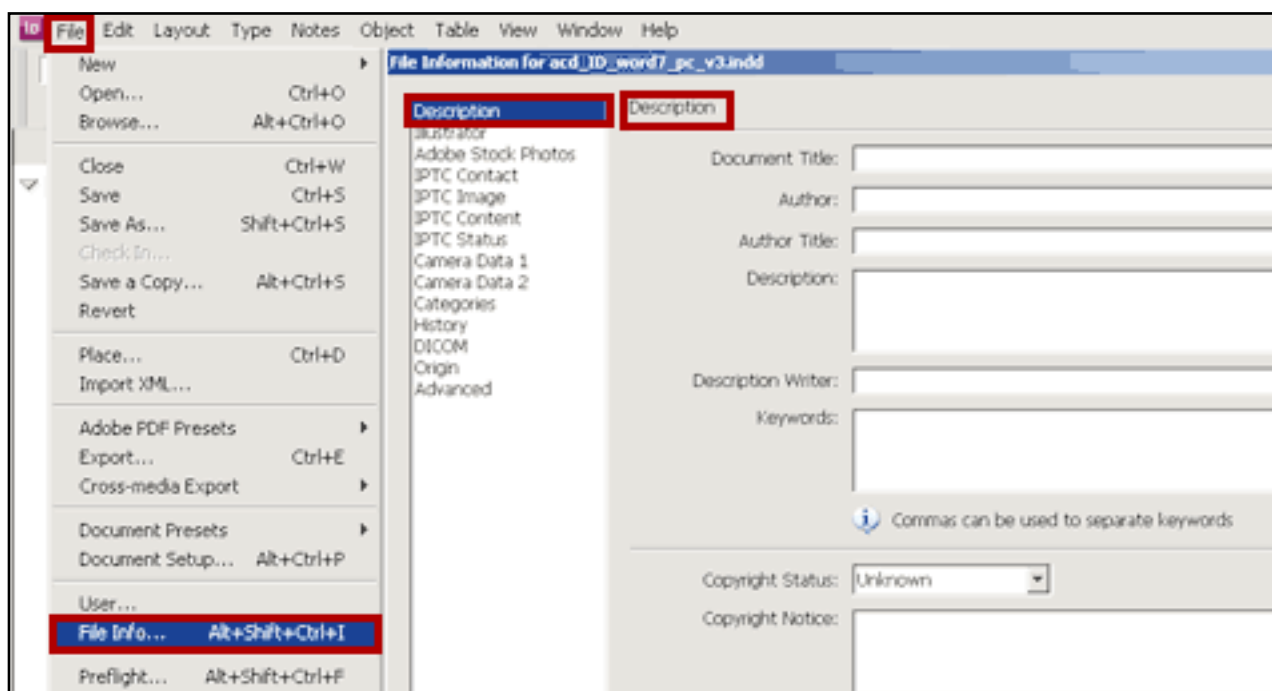 ID File Edit Layout Type Notes Object Table View Window Help
New
Open... Ctrl+O
Browse... Alt+Ctrl+O
Close Ctrl+W
Save Ctrl+S
Save As... Shift+Ctrl+S
Check In...
Save a Copy... Alt+Ctrl+S
Revert
Place... Ctrl+D
Import XML...
Adobe PDF Presets
Export... Ctrl+E
Cross-media Export
Document Presets
Document Setup... Alt+Ctrl+P
User...
File Info... Alt+Shift+Ctrl+I
Preflight... Alt+Shift+Ctrl+F
File Information for acd_ID_word7_pc_v3.indd
Description
Illustrator
Adobe Stock Photos
IPTC Contact
IPTC Image
IPTC Content
IPTC Status
Camera Data 1
Camera Data 2
Categories
History
DICOM
Origin
Advanced
Description
Document Title:
Author:
Author Title:
Description:
Description Writer:
Keywords:
Commas can be used to separate keywords
Copyright Status: Unknown
Copyright Notice: